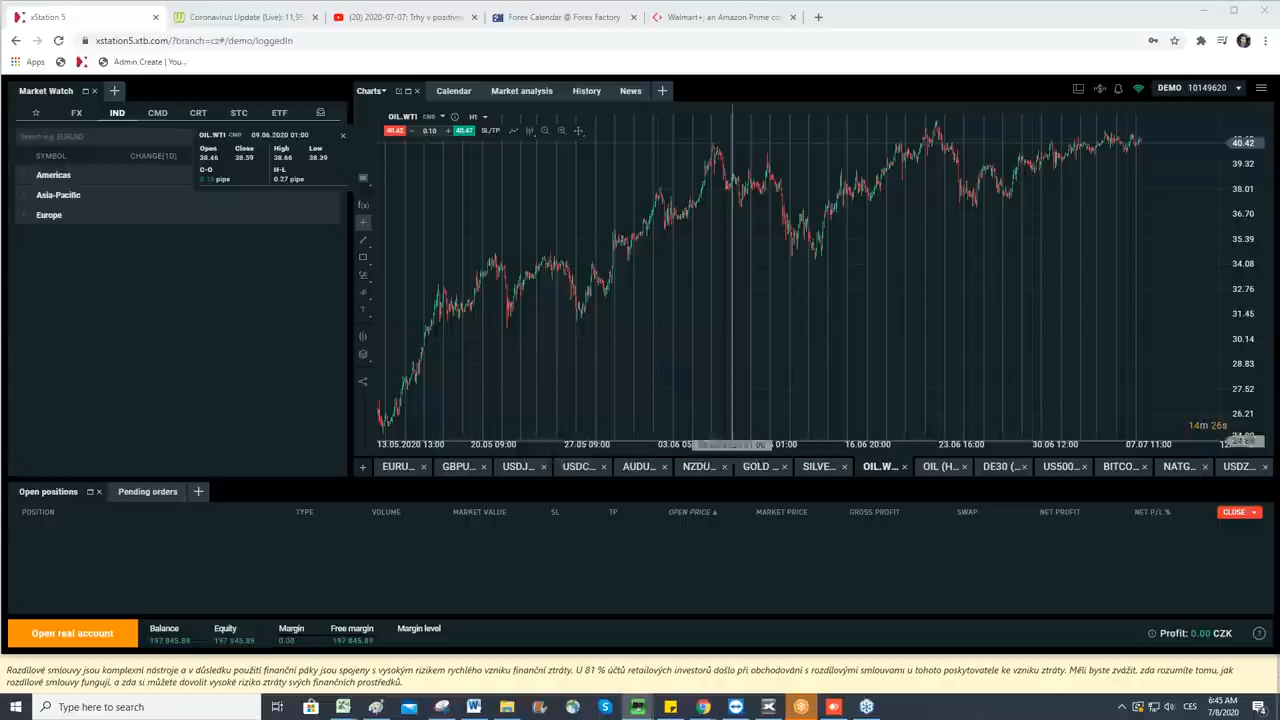 xStation 5
Coronavirus Update (Live): 11,95
(20) 2020-07-07: Trhy v pozitivn
Forex Calendar @ Forex Factory
Walmart+, an Amazon Prime co
xstation5.xtb.com/?branch=cz#/demo/loggedIn
Apps
Admin.Create | You...
Market Watch
Charts
Calendar
Market analysis
History
News
DEMO 10149620
FX IND CMD CRT STC ETF
Search e.g. EURUSD
SYMBOL CHANGE(1D)
Americas
Asia-Pacific
Europe
OIL.WTI CMD 09.06.2020 01:00
Open Close High Low
38.46 38.59 38.66 38.39
C-O H-L
0.13 pips 0.27 pips
OIL.WTI CMD H1
40.42 0.10 40.47 SL/TP
40.42
39.32
38.01
36.70
35.39
34.08
32.76
31.45
30.14
28.83
27.52
26.21
14m 26s
13.05.2020 13:00 20.05 09:00 27.05 09:00 03.06 05 01:00 16.06 20:00 23.06 16:00 30.06 12:00 07.07 11:00
EURU... GBPU... USDJ... USDC... AUDU... NZDU... GOLD ... SILVE... OIL.W... OIL (H... DE30 (... US500... BITCO... NATG... USDZ...
Open positions
Pending orders
POSITION TYPE VOLUME MARKET VALUE SL TP OPEN PRICE MARKET PRICE GROSS PROFIT SWAP NET PROFIT NET P/L % CLOSE
Open real account
Balance Equity Margin Free margin Margin level
197 845.89 197 845.89 0.00 197 845.89
Profit: 0.00 CZK
Rozdílové smlouvy jsou komplexní nástroje a v důsledku použití finanční páky jsou spojeny s vysokým rizikem rychlého vzniku finanční ztráty. U 81 % účtů retailových investorů došlo při obchodování s rozdílovými smlouvami u tohoto poskytovatele ke vzniku ztráty. Měli byste zvážit, zda rozumíte tomu, jak
rozdílové smlouvy fungují, a zda si můžete dovolit vysoké riziko ztráty svých finančních prostředků.
Type here to search
CES
6:45 AM
7/8/2020